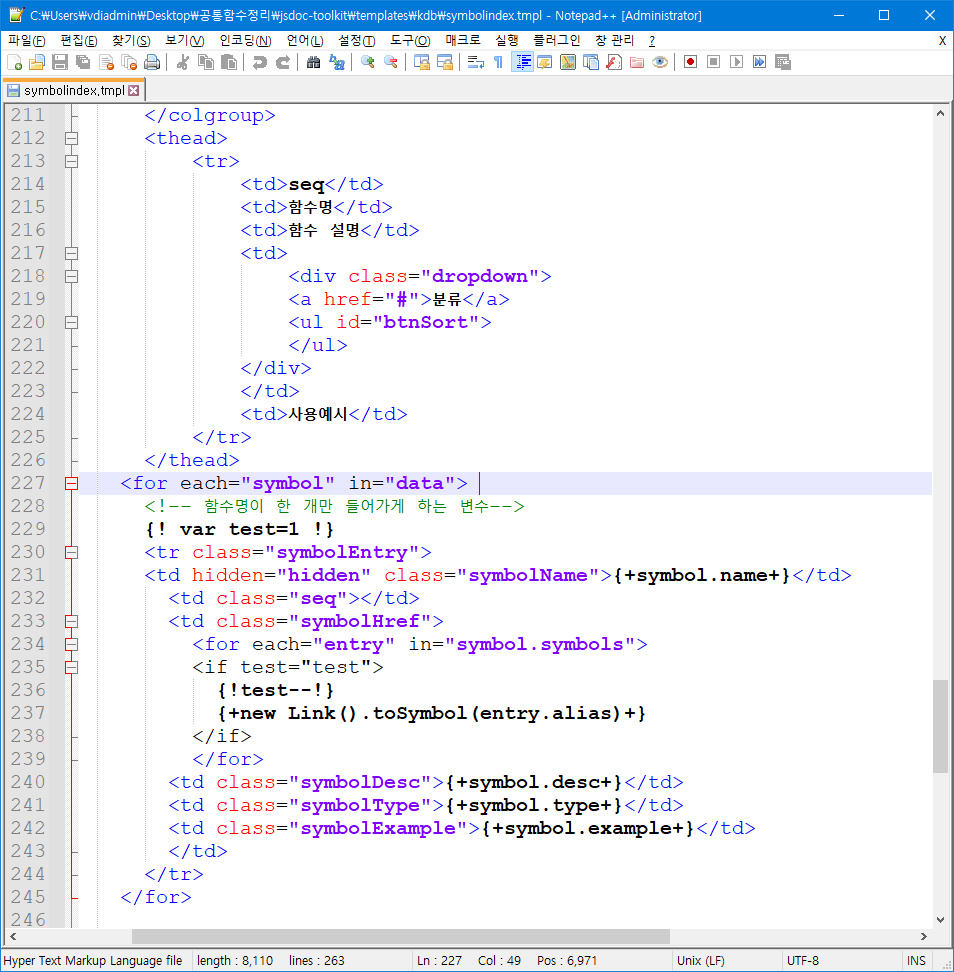 C:₩Users₩vdiadmin₩Desktop₩공통함수정리₩jsdoc-toolkit₩templates₩kdb₩symbolindex.tmpl - Notepad++ [Administrator]
파일(F) 편집(E) 찾기(S) 보기(V) 인코딩(N) 언어(L) 설정(T) 도구(O) 매크로 실행 플러그인 창 관리 ? X
symbolindex.tmpl
211 </colgroup>
212 <thead>
213 <tr>
214 <td>seq</td>
215 <td>함수명</td>
216 <td>함수 설명</td>
217 <td>
218 <div class="dropdown">
219 <a href="#">분류</a>
220 <ul id="btnSort">
221 </ul>
222 </div>
223 </td>
224 <td>사용예시</td>
225 </tr>
226 </thead>
227 <for each="symbol" in="data">
228 <!-- 함수명이 한 개만 들어가게 하는 변수-->
229 {! var test=1 !}
230 <tr class="symbolEntry">
231 <td hidden="hidden" class="symbolName">{+symbol.name+}</td>
232 <td class="seq"></td>
233 <td class="symbolHref">
234 <for each="entry" in="symbol.symbols">
235 <if test="test">
236 {!test--!}
237 {+new Link().toSymbol(entry.alias)+}
238 </if>
239 </for>
240 <td class="symbolDesc">{+symbol.desc+}</td>
241 <td class="symbolType">{+symbol.type+}</td>
242 <td class="symbolExample">{+symbol.example+}</td>
243 </td>
244 </tr>
245 </for>
246
Hyper Text Markup Language file length : 8,110 lines : 263 Ln : 227 Col : 49 Pos : 6,971 Unix (LF) UTF-8 INS